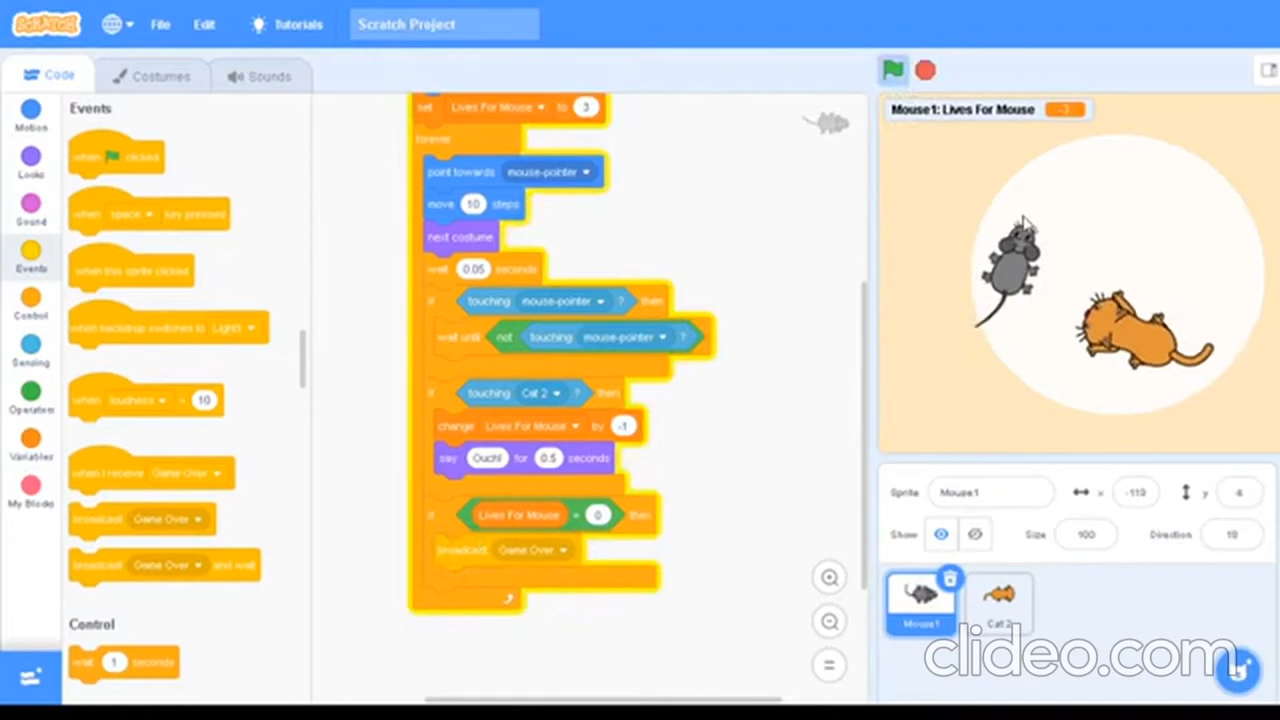 SCRATCH File Edit Tutorials Scratch Project
Code Costumes Sounds
Motion
Looks
Sound
Events
Control
Sensing
Operators
Variables
My Blocks
Events
when clicked
when space key pressed
when this sprite clicked
when backdrop switches to Light
when loudness > 10
when I receive Game Over
broadcast Game Over
broadcast Game Over and wait
Control
wait 1 seconds
set Lives For Mouse to 3
forever
point towards mouse-pointer
move 10 steps
next costume
wait 0.05 seconds
if touching mouse-pointer ? then
wait until not touching mouse-pointer ?
if touching Cat 2 ? then
change Lives For Mouse by -1
say Ouch! for 0.5 seconds
if Lives For Mouse = 0 then
broadcast Game Over
Mouse1: Lives For Mouse
Sprite Mouse1 x y
Show Size 100 Direction
Mouse1 Cat 2
clideo.com